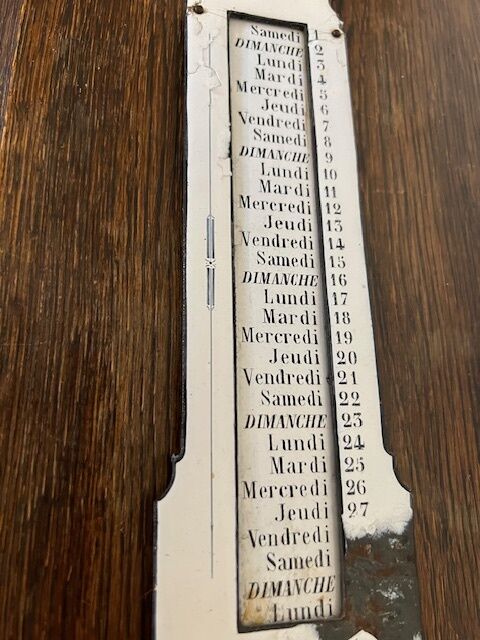 Samedi 1
DIMANCHE 2
Lundi 3
Mardi 4
Mercredi 5
Jeudi 6
Vendredi 7
Samedi 8
DIMANCHE 9
Lundi 10
Mardi 11
Mercredi 12
Jeudi 13
Vendredi 14
Samedi 15
DIMANCHE 16
Lundi 17
Mardi 18
Mercredi 19
Jeudi 20
Vendredi 21
Samedi 22
DIMANCHE 23
Lundi 24
Mardi 25
Mercredi 26
Jeudi 27
Vendredi
Samedi
DIMANCHE
Lundi